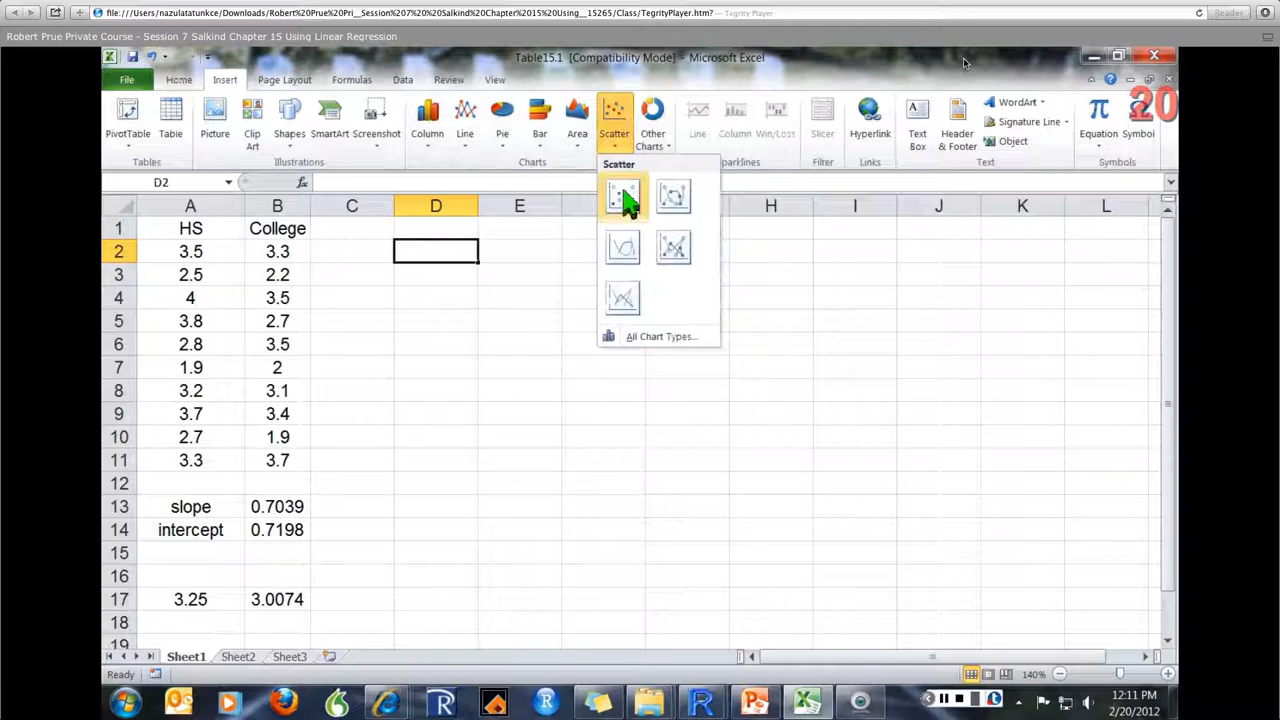 file:///Users/nazulatatunkce/Downloads/Robert%20Prue%20Pri__Session%207%20%20Salkind%20Chapter%2015%20Using__15265/Class/TegrityPlayer.htm? — Tegrity Player
Reader
Robert Prue Private Course - Session 7 Salkind Chapter 15 Using Linear Regression
Table15.1 [Compatibility Mode] - Microsoft Excel
File Home Insert Page Layout Formulas Data Review View
20
PivotTable Table Picture Clip Art Shapes SmartArt Screenshot Column Line Pie Bar Area Scatter Other Charts Line Column Win/Loss Slicer Hyperlink Text Box Header & Footer WordArt Signature Line Object Equation Symbol
Tables Illustrations Charts Sparklines Filter Links Text Symbols
Scatter
All Chart Types...
D2 fx
A B C D E H I J K L
1 HS College
2 3.5 3.3
3 2.5 2.2
4 4 3.5
5 3.8 2.7
6 2.8 3.5
7 1.9 2
8 3.2 3.1
9 3.7 3.4
10 2.7 1.9
11 3.3 3.7
12
13 slope 0.7039
14 intercept 0.7198
15
16
17 3.25 3.0074
18
19
Sheet1 Sheet2 Sheet3
Ready 140%
12:11 PM
2/20/2012